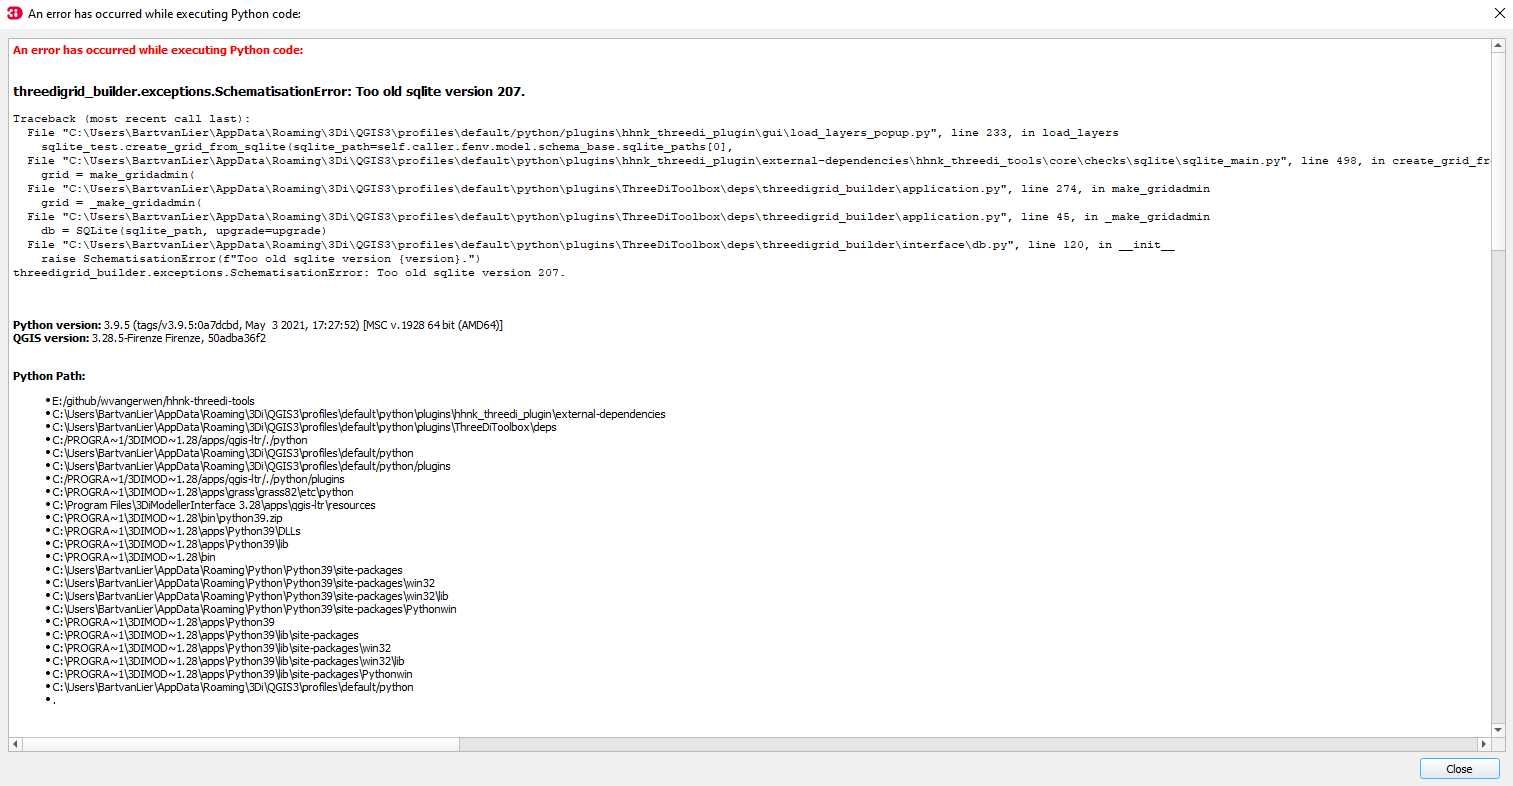 An error has occurred while executing Python code:
An error has occurred while executing Python code:
threedigrid_builder.exceptions.SchematisationError: Too old sqlite version 207.
Traceback (most recent call last):
File "C:\Users\BartvanLier\AppData\Roaming\3Di\QGIS3\profiles\default/python/plugins\hhnk_threedi_plugin\gui\load_layers_popup.py", line 233, in load_layers
sqlite_test.create_grid_from_sqlite(sqlite_path=self.caller.fenv.model.schema_base.sqlite_paths[0],
File "C:\Users\BartvanLier\AppData\Roaming\3Di\QGIS3\profiles\default\python\plugins\hhnk_threedi_plugin\external-dependencies\hhnk_threedi_tools\core\checks\sqlite\sqlite_main.py", line 498, in create_grid_fr
grid = make_gridadmin(
File "C:\Users\BartvanLier\AppData\Roaming\3Di\QGIS3\profiles\default\python\plugins\ThreeDiToolbox\deps\threedigrid_builder\application.py", line 274, in make_gridadmin
grid = _make_gridadmin(
File "C:\Users\BartvanLier\AppData\Roaming\3Di\QGIS3\profiles\default\python\plugins\ThreeDiToolbox\deps\threedigrid_builder\application.py", line 45, in _make_gridadmin
db = SQLite(sqlite_path, upgrade=upgrade)
File "C:\Users\BartvanLier\AppData\Roaming\3Di\QGIS3\profiles\default\python\plugins\ThreeDiToolbox\deps\threedigrid_builder\interface\db.py", line 120, in __init__
raise SchematisationError(f"Too old sqlite version {version}.")
threedigrid_builder.exceptions.SchematisationError: Too old sqlite version 207.
Python version: 3.9.5 (tags/v3.9.5:0a7dcbd, May 3 2021, 17:27:52) [MSC v.1928 64 bit (AMD64)]
QGIS version: 3.28.5-Firenze Firenze, 50adba36f2
Python Path:
• E:/github/wvangerwen/hhnk-threedi-tools
• C:\Users\BartvanLier\AppData\Roaming\3Di\QGIS3\profiles\default\python\plugins\hhnk_threedi_plugin\external-dependencies
• C:\Users\BartvanLier\AppData\Roaming\3Di\QGIS3\profiles\default\python\plugins\ThreeDiToolbox\deps
• C:/PROGRA~1/3DIMOD~1.28/apps/qgis-ltr/./python
• C:\Users\BartvanLier\AppData\Roaming\3Di\QGIS3\profiles\default/python
• C:\Users\BartvanLier\AppData\Roaming\3Di\QGIS3\profiles\default/python/plugins
• C:/PROGRA~1/3DIMOD~1.28/apps/qgis-ltr/./python/plugins
• C:\PROGRA~1\3DIMOD~1.28\apps\grass\grass82\etc\python
• C:\Program Files\3DiModellerInterface 3.28\apps\qgis-ltr\resources
• C:\PROGRA~1\3DIMOD~1.28\bin\python39.zip
• C:\PROGRA~1\3DIMOD~1.28\apps\Python39\DLLs
• C:\PROGRA~1\3DIMOD~1.28\apps\Python39\lib
• C:\PROGRA~1\3DIMOD~1.28\bin
• C:\Users\BartvanLier\AppData\Roaming\Python\Python39\site-packages
• C:\Users\BartvanLier\AppData\Roaming\Python\Python39\site-packages\win32
• C:\Users\BartvanLier\AppData\Roaming\Python\Python39\site-packages\win32\lib
• C:\Users\BartvanLier\AppData\Roaming\Python\Python39\site-packages\Pythonwin
• C:\PROGRA~1\3DIMOD~1.28\apps\Python39
• C:\PROGRA~1\3DIMOD~1.28\apps\Python39\lib\site-packages
• C:\PROGRA~1\3DIMOD~1.28\apps\Python39\lib\site-packages\win32
• C:\PROGRA~1\3DIMOD~1.28\apps\Python39\lib\site-packages\win32\lib
• C:\PROGRA~1\3DIMOD~1.28\apps\Python39\lib\site-packages\Pythonwin
• C:\Users\BartvanLier\AppData\Roaming\3Di\QGIS3\profiles\default/python
• .
Close